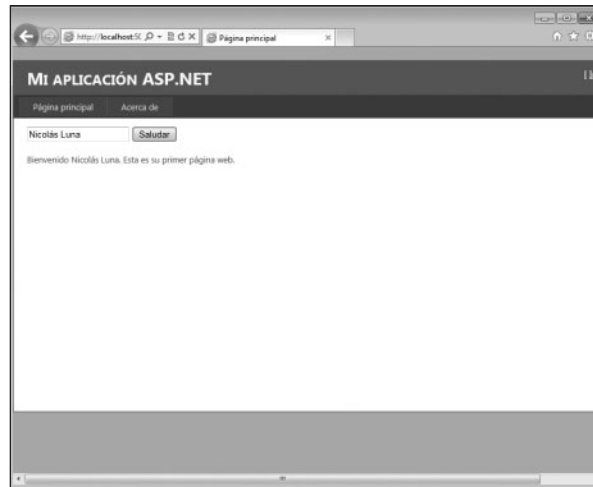 http://localhost:5
Página principal
MI APLICACIÓN ASP.NET
Página principal
Acerca de
Nicolás Luna
Saludar
Bienvenido Nicolás Luna. Esta es su primer página web.